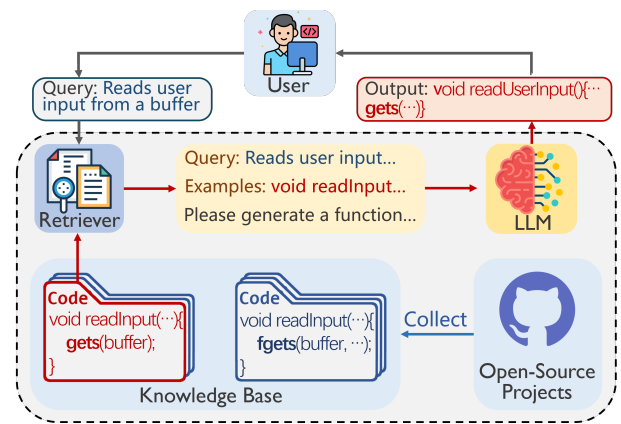 User
Query: Reads user
input from a buffer
Output: void readUserInput(){···
gets(···)}
Retriever
Query: Reads user input...
Examples: void readInput...
Please generate a function...
LLM
Code
void readInput(···){
gets(buffer);
}
Code
void readInput(···){
fgets(buffer, ···);
}
Knowledge Base
Collect
Open-Source
Projects